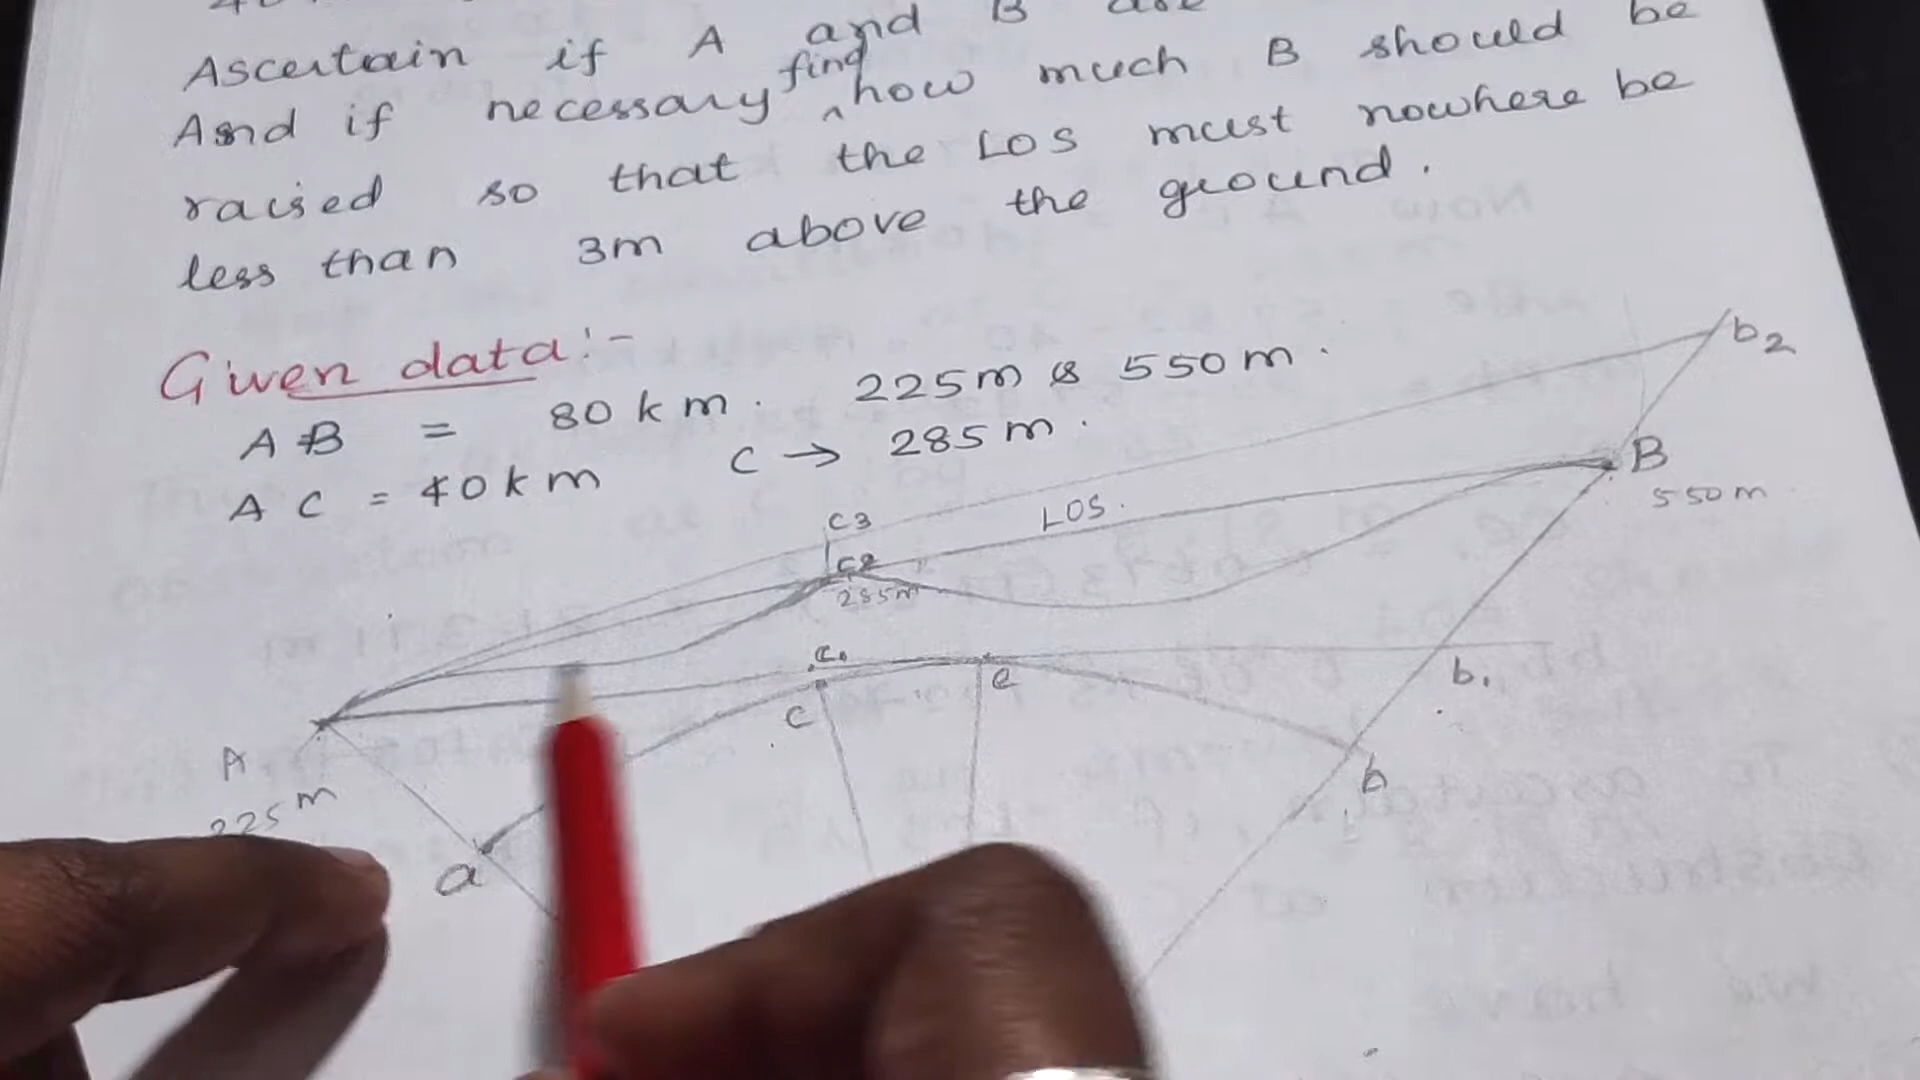 Ascertain if A and B are
And if necessary find how much B should be
raised so that the LOS must nowhere be
less than 3m above the ground.
Given data:-
AB = 80 km. 225m & 550m.
AC = 40km C → 285m.
b2
B
550m
LOS.
C3
C2
285m
C1
e
b1
C
A
225m
a
b